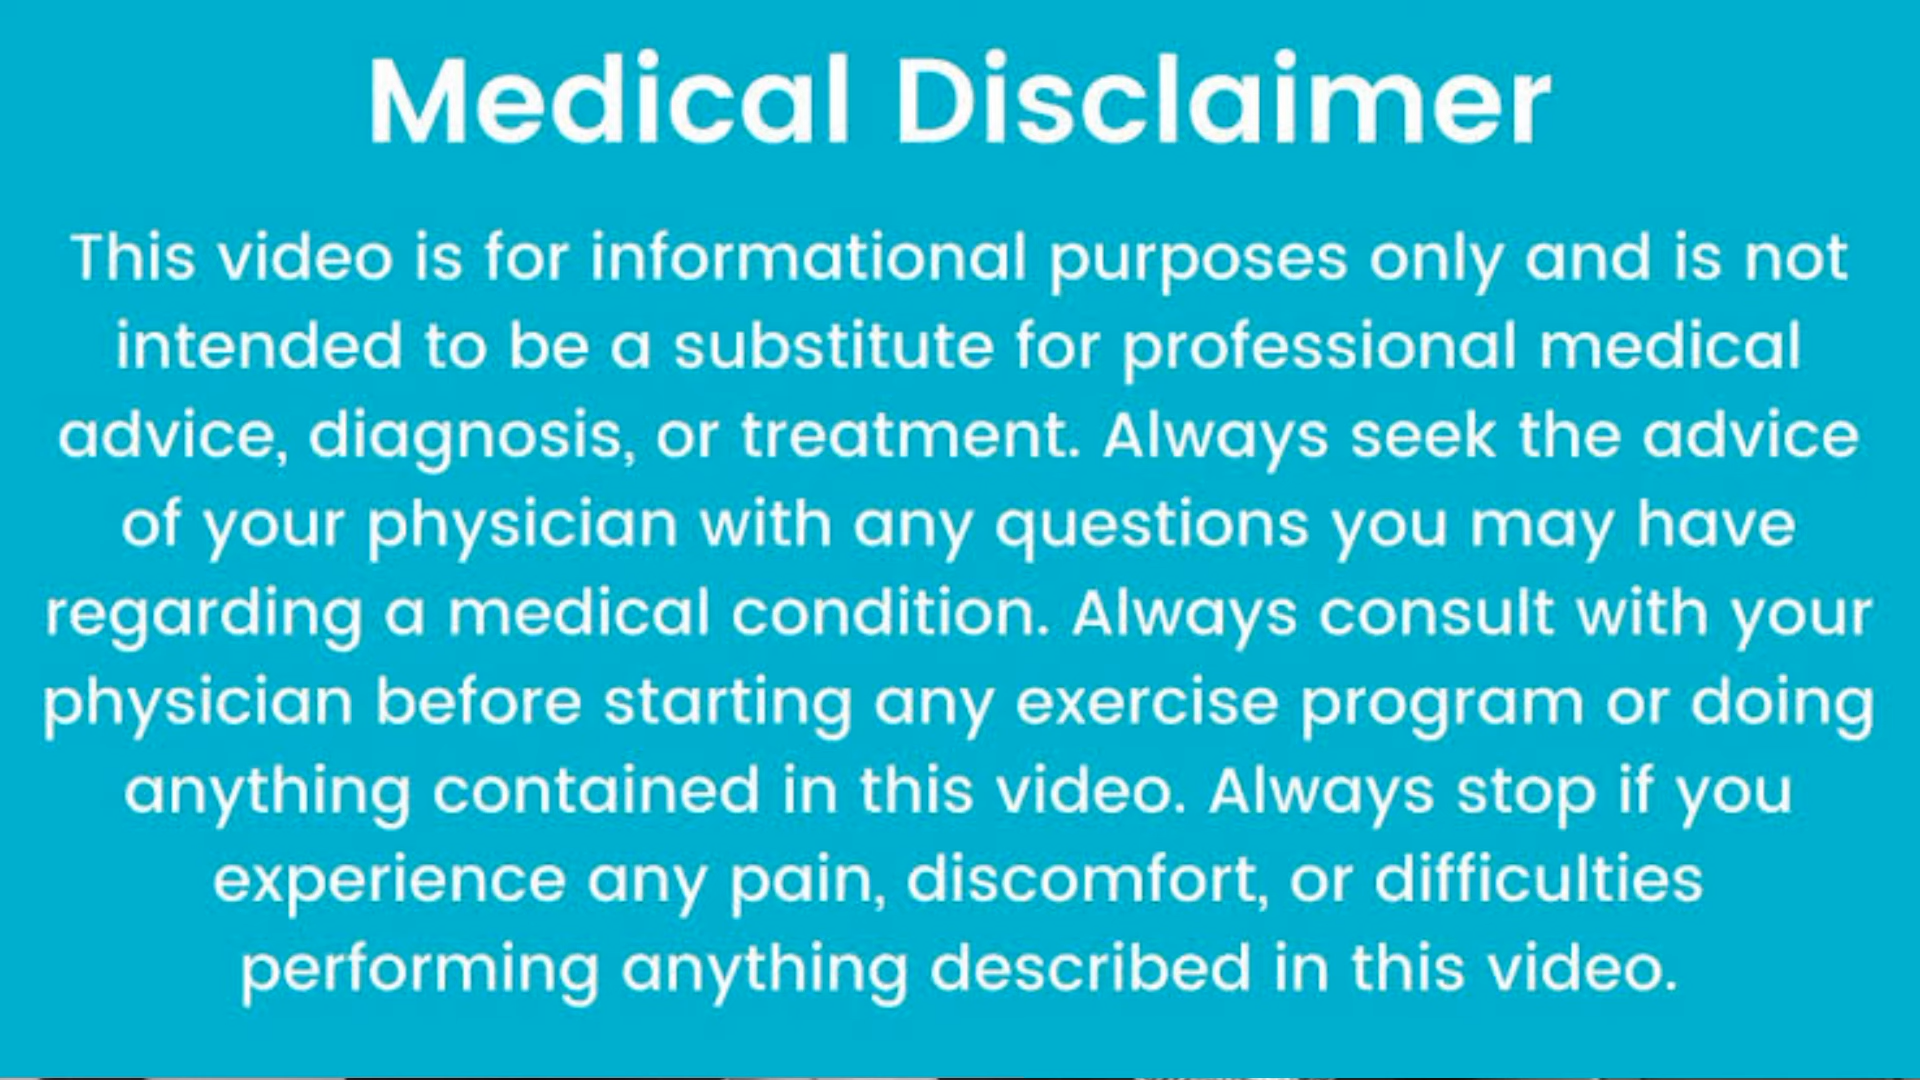 Medical Disclaimer
This video is for informational purposes only and is not
intended to be a substitute for professional medical
advice, diagnosis, or treatment. Always seek the advice
of your physician with any questions you may have
regarding a medical condition. Always consult with your
physician before starting any exercise program or doing
anything contained in this video. Always stop if you
experience any pain, discomfort, or difficulties
performing anything described in this video.